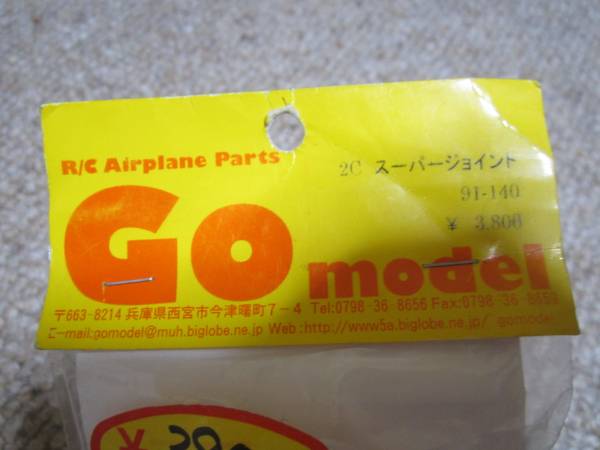 R/C Airplane Parts
2C スーパージョイント
91-140
¥ 3,800
GO model
〒663-8214 兵庫県西宮市今津曙町7-4 Tel:0798-36-8656 Fax:0798-36-8659
E-mail:gomodel@muh.biglobe.ne.jp Web:http://www5a.biglobe.ne.jp/ gomodel
¥